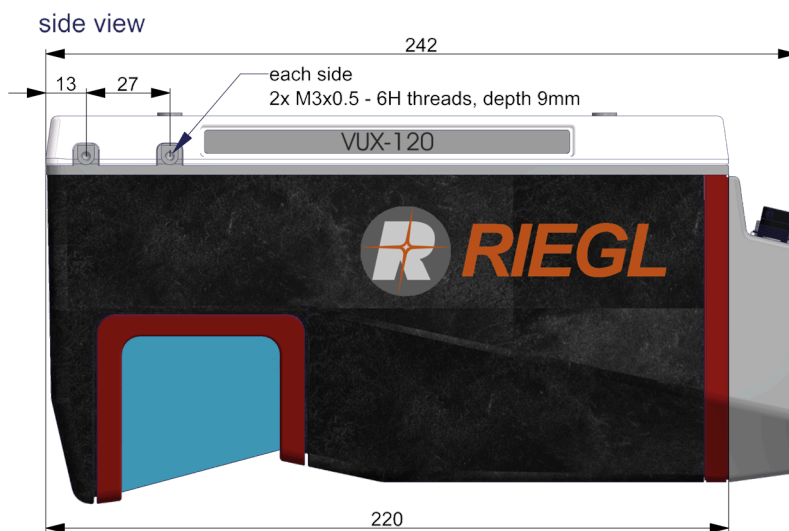 side view
242
13
27
each side
2x M3x0.5 - 6H threads, depth 9mm
VUX-120
R RIEGL
220